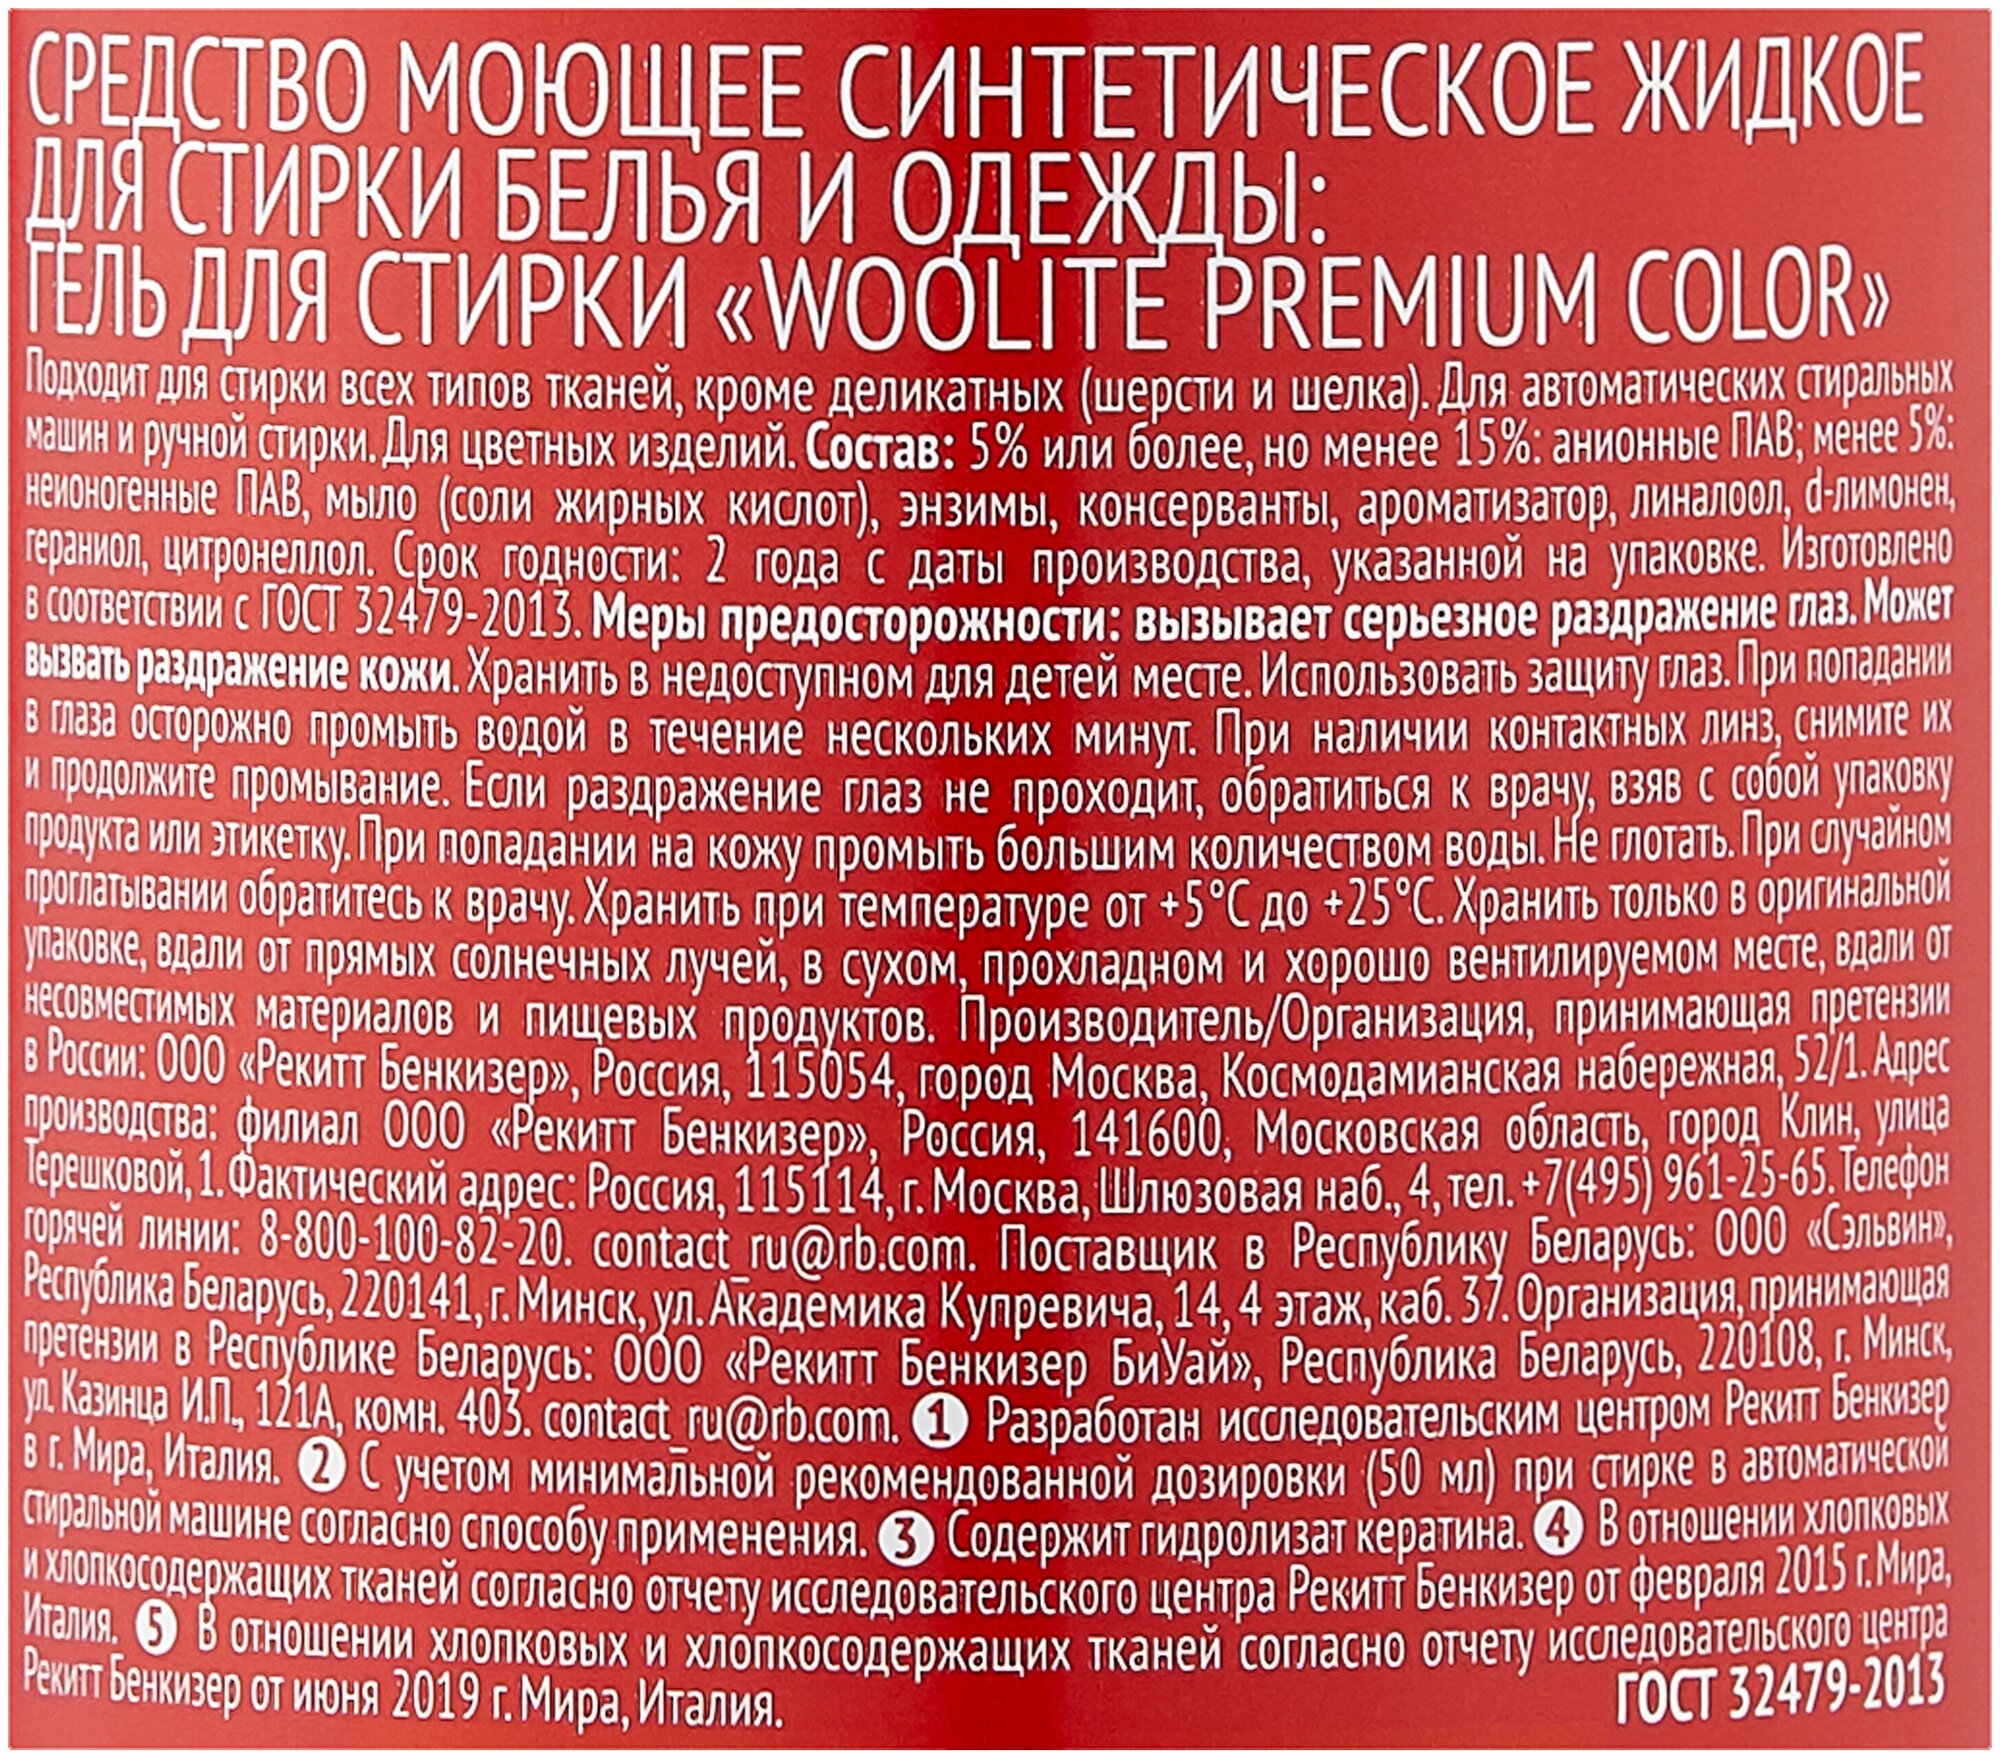 СРЕДСТВО МОЮЩЕЕ СИНТЕТИЧЕСКОЕ ЖИДКОЕ
ДЛЯ СТИРКИ БЕЛЬЯ И ОДЕЖДЫ:
ГЕЛЬ ДЛЯ СТИРКИ «WOOLITE PREMIUM COLOR»
Подходит для стирки всех типов тканей, кроме деликатных (шерсти и шелка). Для автоматических стиральных
машин и ручной стирки. Для цветных изделий. Состав: 5% или более, но менее 15%: анионные ПАВ; менее 5%:
неионогенные ПАВ, мыло (соли жирных кислот), энзимы, консерванты, ароматизатор, линалоол, d-лимонен,
гераниол, цитронеллол. Срок годности: 2 года с даты производства, указанной на упаковке. Изготовлено
в соответствии с ГОСТ 32479-2013. Меры предосторожности: вызывает серьезное раздражение глаз. Может
вызвать раздражение кожи. Хранить в недоступном для детей месте. Использовать защиту глаз. При попадании
в глаза осторожно промыть водой в течение нескольких минут. При наличии контактных линз, снимите их
и продолжите промывание. Если раздражение глаз не проходит, обратиться к врачу, взяв с собой упаковку
продукта или этикетку. При попадании на кожу промыть большим количеством воды. Не глотать. При случайном
проглатывании обратитесь к врачу. Хранить при температуре от +5°С до +25°С. Хранить только в оригинальной
упаковке, вдали от прямых солнечных лучей, в сухом, прохладном и хорошо вентилируемом месте, вдали от
несовместимых материалов и пищевых продуктов. Производитель/Организация, принимающая претензии
в России: ООО «Рекитт Бенкизер», Россия, 115054, город Москва, Космодамианская набережная, 52/1. Адрес
производства: филиал ООО «Рекитт Бенкизер», Россия, 141600, Московская область, город Клин, улица
Терешковой, 1. Фактический адрес: Россия, 115114, г. Москва, Шлюзовая наб., 4, тел. +7(495) 961-25-65. Телефон
горячей линии: 8-800-100-82-20. contact_ru@rb.com. Поставщик в Республику Беларусь: ООО «Сэльвин»,
Республика Беларусь, 220141, г. Минск, ул. Академика Купревича, 14, 4 этаж, каб. 37. Организация, принимающая
претензии в Республике Беларусь: ООО «Рекитт Бенкизер БиУай», Республика Беларусь, 220108, г. Минск,
ул. Казинца И.П., 121А, комн. 403. contact_ru@rb.com. 1 Разработан исследовательским центром Рекитт Бенкизер
в г. Мира, Италия. 2 С учетом минимальной рекомендованной дозировки (50 мл) при стирке в автоматической
стиральной машине согласно способу применения. 3 Содержит гидролизат кератина. 4 В отношении хлопковых
и хлопкосодержащих тканей согласно отчету исследовательского центра Рекитт Бенкизер от февраля 2015 г. Мира,
Италия. 5 В отношении хлопковых и хлопкосодержащих тканей согласно отчету исследовательского центра
Рекитт Бенкизер от июня 2019 г. Мира, Италия.
ГОСТ 32479-2013